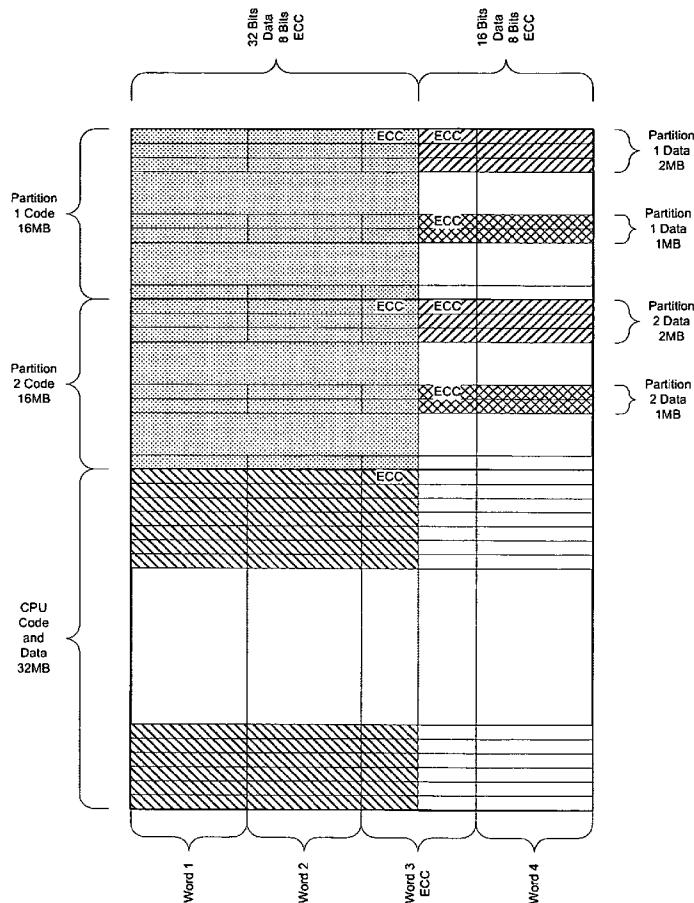 32 Bits
Data
8 Bits
ECC
16 Bits
Data
8 Bits
ECC
ECC
ECC
Partition
1 Data
2MB
Partition
1 Code
16MB
ECC
Partition
1 Data
1MB
ECC
ECC
Partition
2 Data
2MB
Partition
2 Code
16MB
ECC
Partition
2 Data
1MB
ECC
CPU
Code
and
Data
32MB
Word 1
Word 2
Word 3
ECC
Word 4